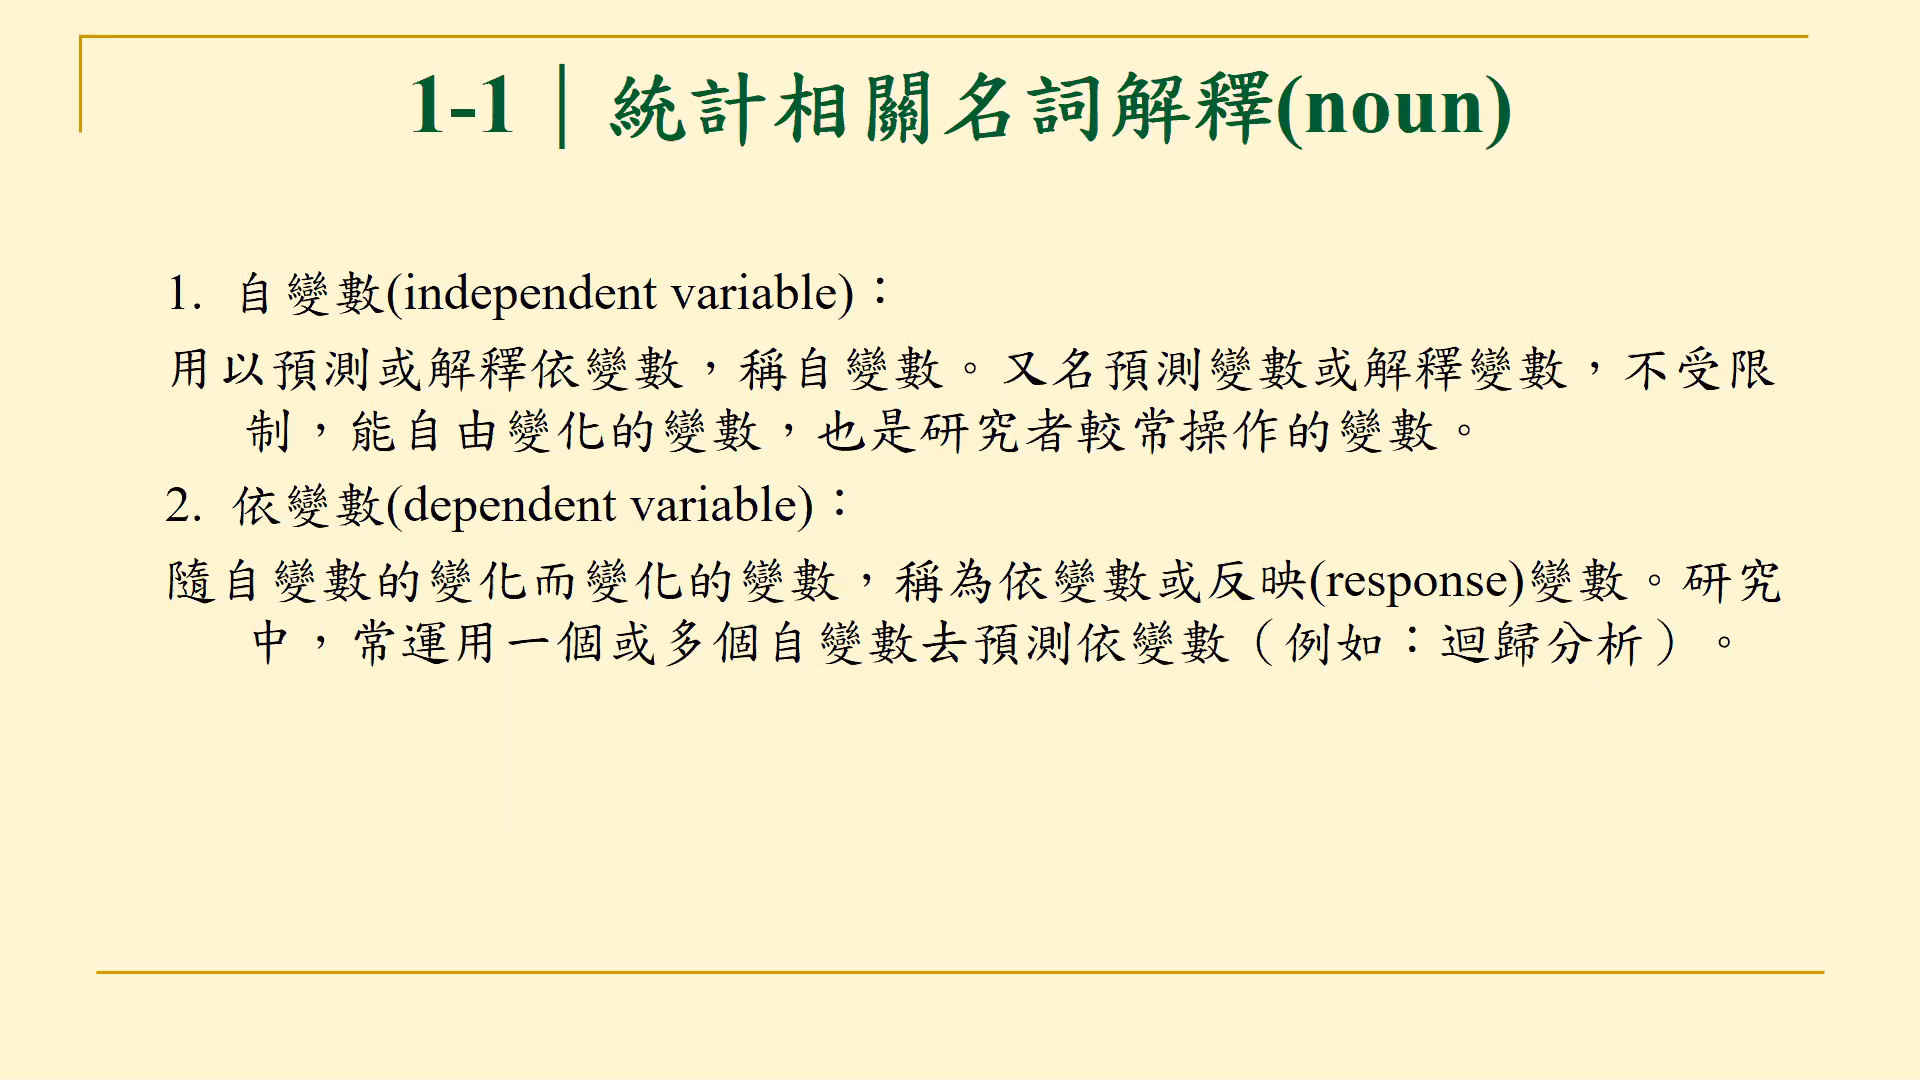 1-1｜統計相關名詞解釋(noun)
1. 自變數(independent variable)：
用以預測或解釋依變數，稱自變數。又名預測變數或解釋變數，不受限
制，能自由變化的變數，也是研究者較常操作的變數。
2. 依變數(dependent variable)：
隨自變數的變化而變化的變數，稱為依變數或反映(response)變數。研究
中，常運用一個或多個自變數去預測依變數（例如：迴歸分析）。